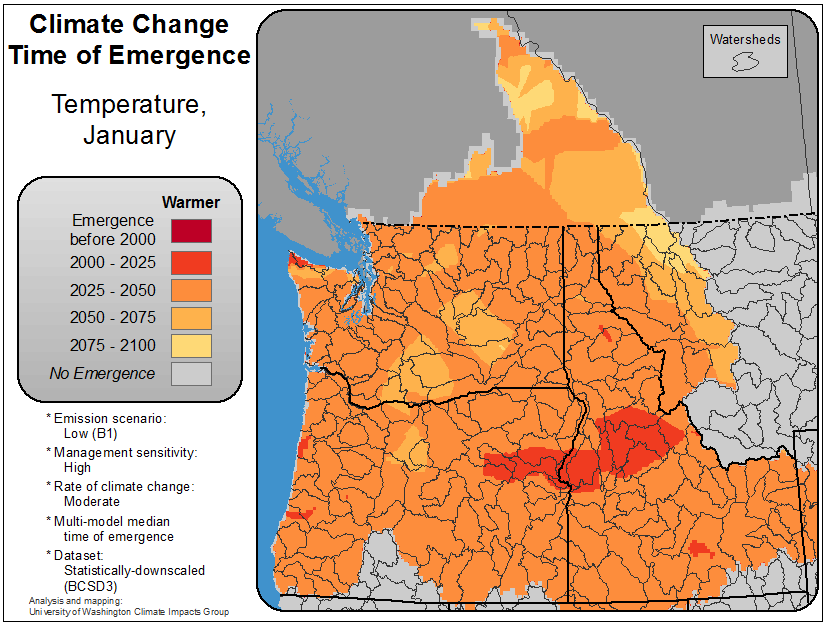 Climate Change
Time of Emergence
Temperature,
January
Watersheds
Warmer
Emergence
before 2000
2000 - 2025
2025 - 2050
2050 - 2075
2075 - 2100
No Emergence
* Emission scenario:
Low (B1)
* Management sensitivity:
High
* Rate of climate change:
Moderate
* Multi-model median
time of emergence
* Dataset:
Statistically-downscaled
(BCSD3)
Analysis and mapping:
University of Washington Climate Impacts Group